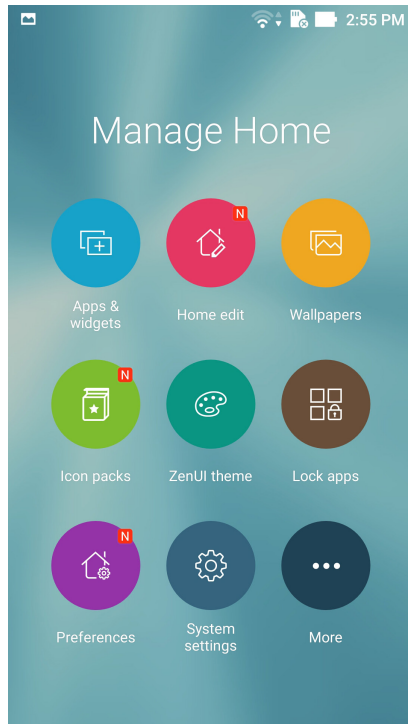 2:55 PM
Manage Home
N
Apps &
widgets
Home edit
Wallpapers
N
Icon packs
ZenUI theme
Lock apps
N
Preferences
System
settings
More